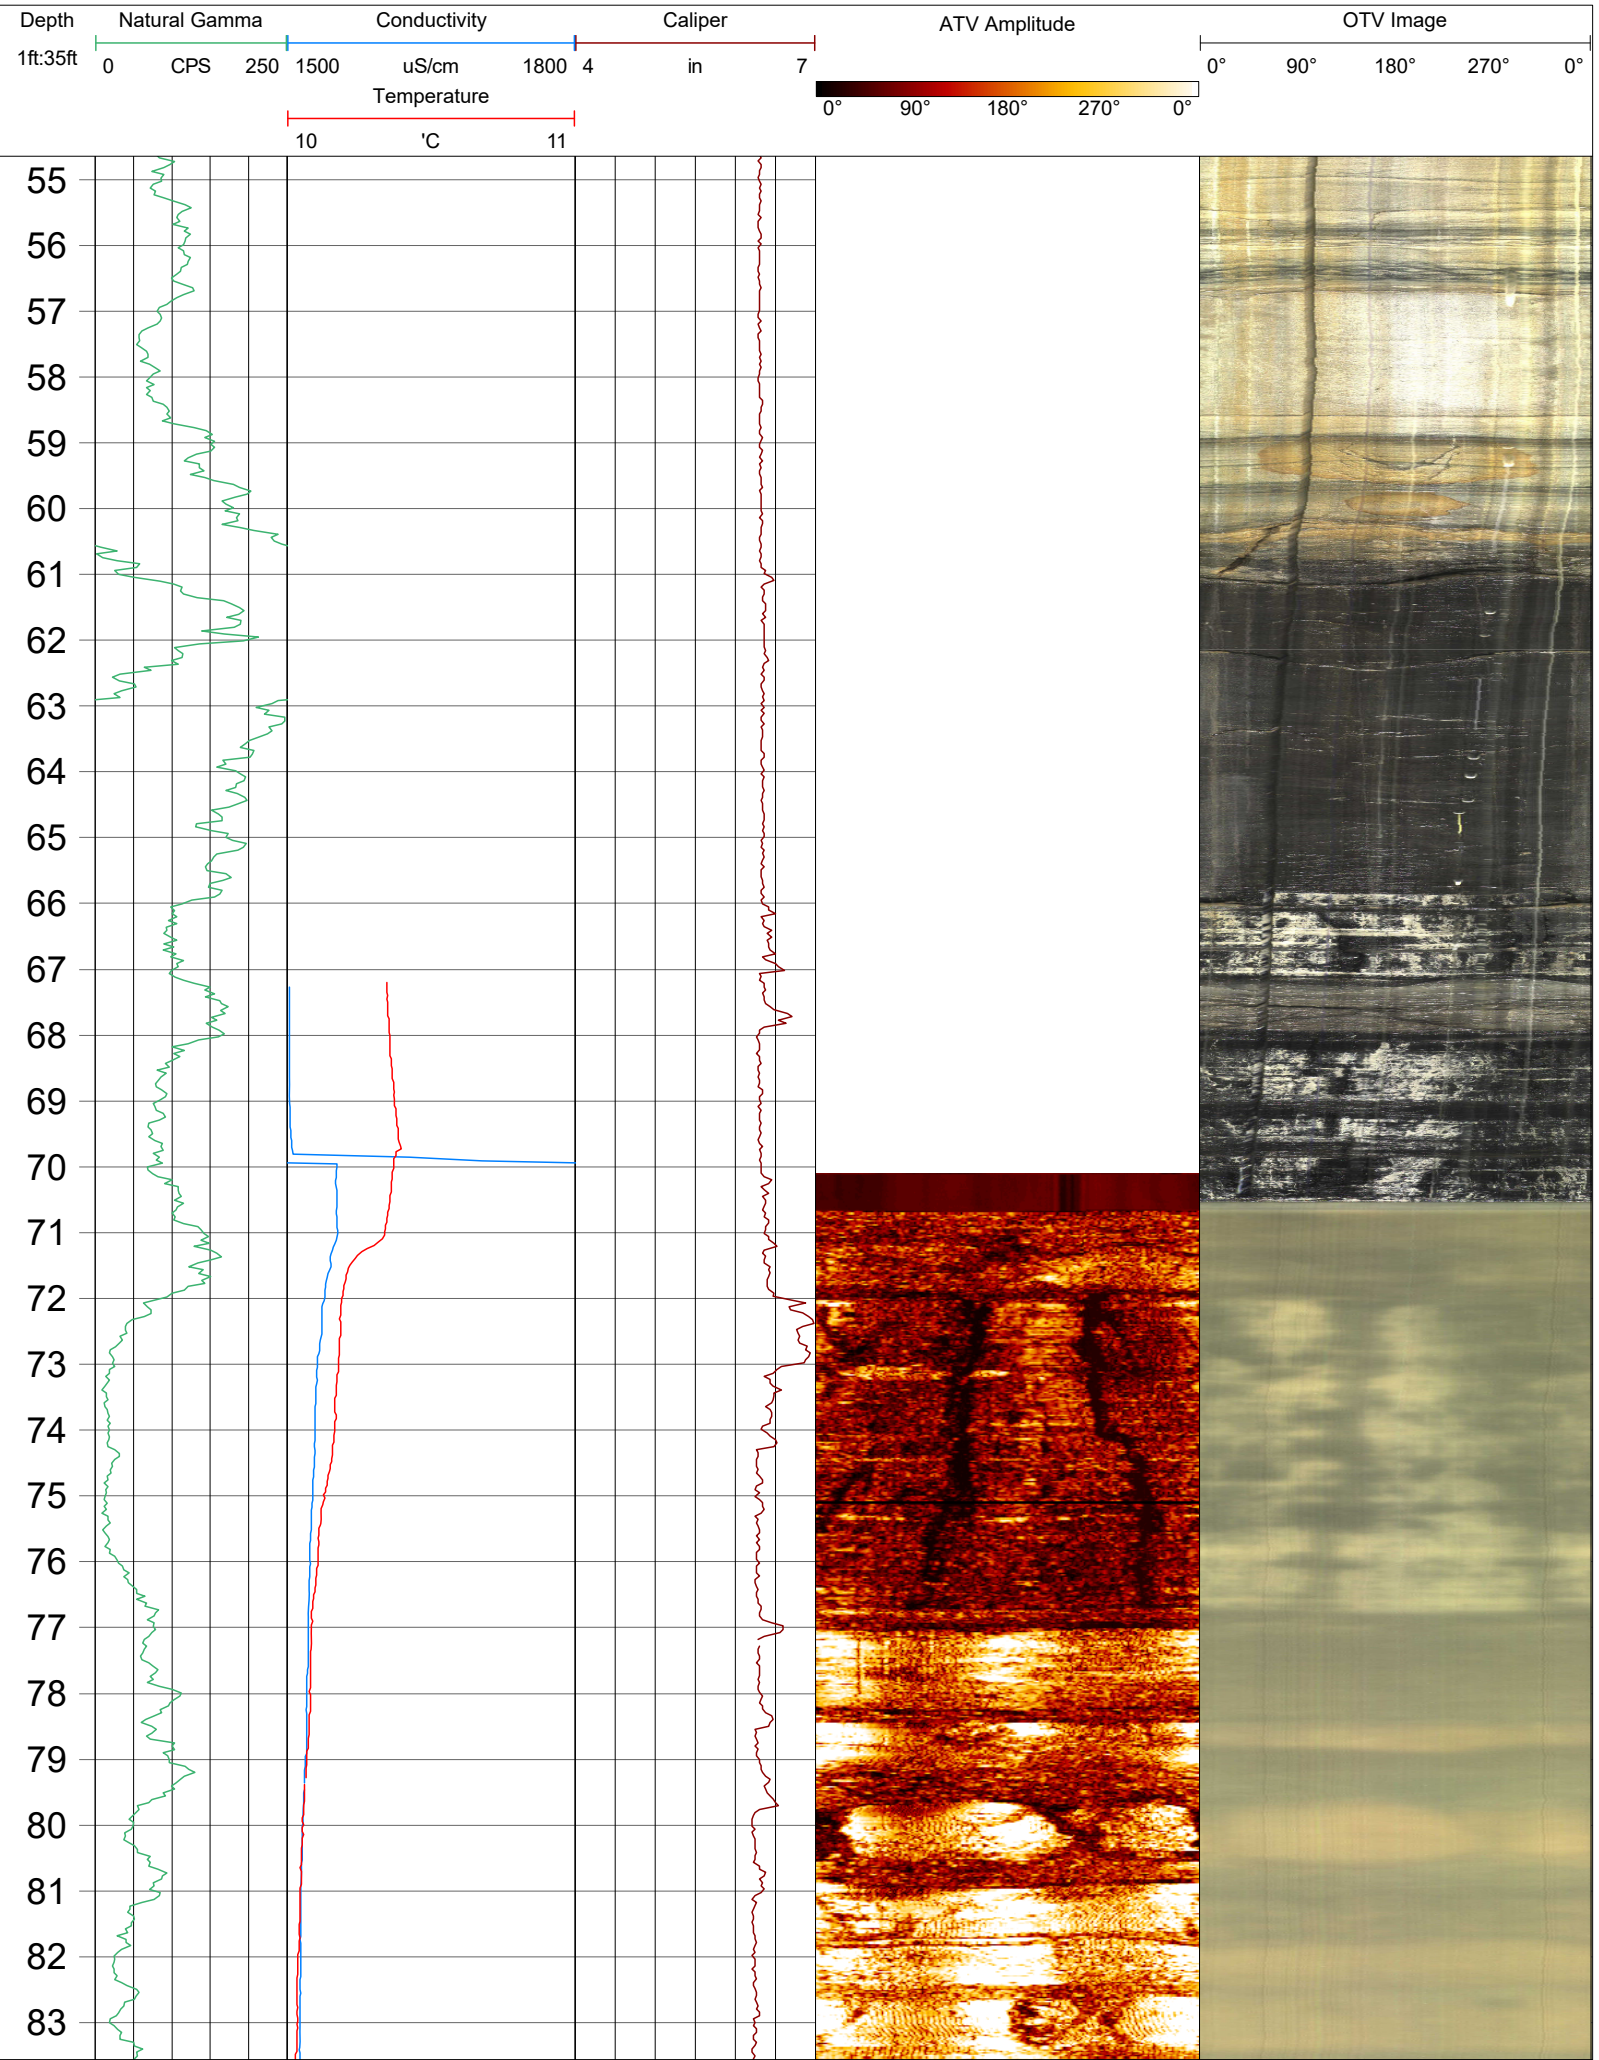 Depth
Natural Gamma
Conductivity
Caliper
ATV Amplitude
OTV Image
1ft:35ft
0 CPS 250
1500 uS/cm 1800
4 in 7
0° 90° 180° 270° 0°
Temperature
0° 90° 180° 270° 0°
10 'C 11
55
56
57
58
59
60
61
62
63
64
65
66
67
68
69
70
71
72
73
74
75
76
77
78
79
80
81
82
83